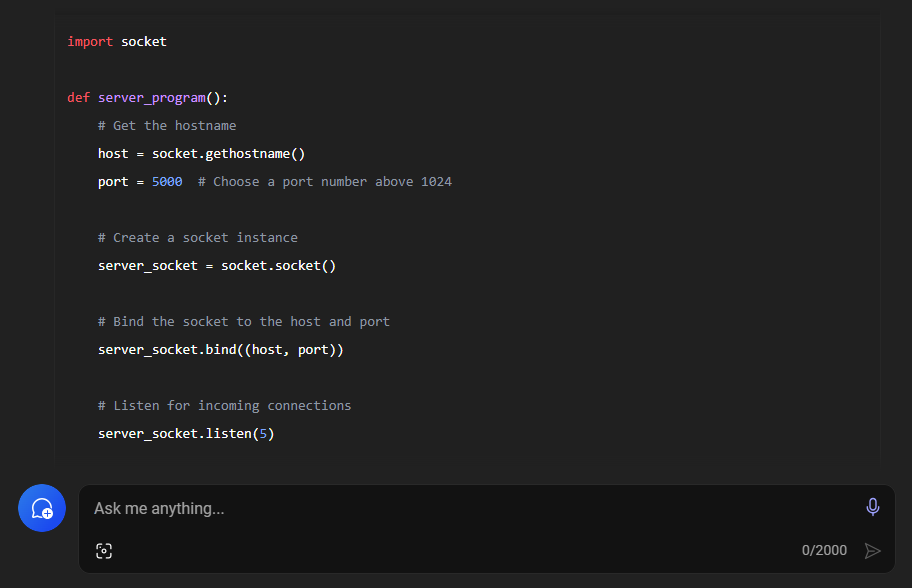 import socket
def server_program():
    # Get the hostname
    host = socket.gethostname()
    port = 5000  # Choose a port number above 1024
    # Create a socket instance
    server_socket = socket.socket()
    # Bind the socket to the host and port
    server_socket.bind((host, port))
    # Listen for incoming connections
    server_socket.listen(5)
Ask me anything...
0/2000